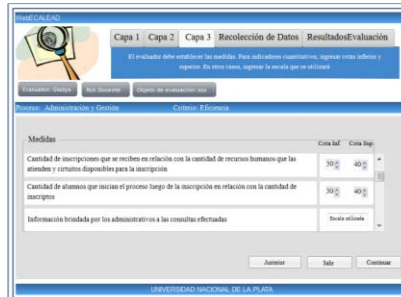 WebECALEAD
Capa 1 Capa 2 Capa 3 Recolección de Datos ResultadosEvaluación
El evaluador debe establecer las medidas. Para indicadores cuantitativos, ingresar cotas inferior y
superior. En otros casos, ingresar la escala que se utilizará
Evaluador: Gladys Rol: Docente Objeto de evaluación: xxx
Proceso: Administración y Gestión Criterio: Eficiencia
Medidas Cota Inf. Cota Sup.
Cantidad de inscripciones que se reciben en relación con la cantidad de recursos humanos que las
atienden y circuitos disponibles para la inscripción 30 40
Cantidad de alumnos que inician el proceso luego de la inscripción en relación con la cantidad de
inscriptos 30 40
Información brindada por los administrativos a las consultas efectuadas Escala utilizada
Anterior Salir Continuar
UNIVERSIDAD NACIONAL DE LA PLATA